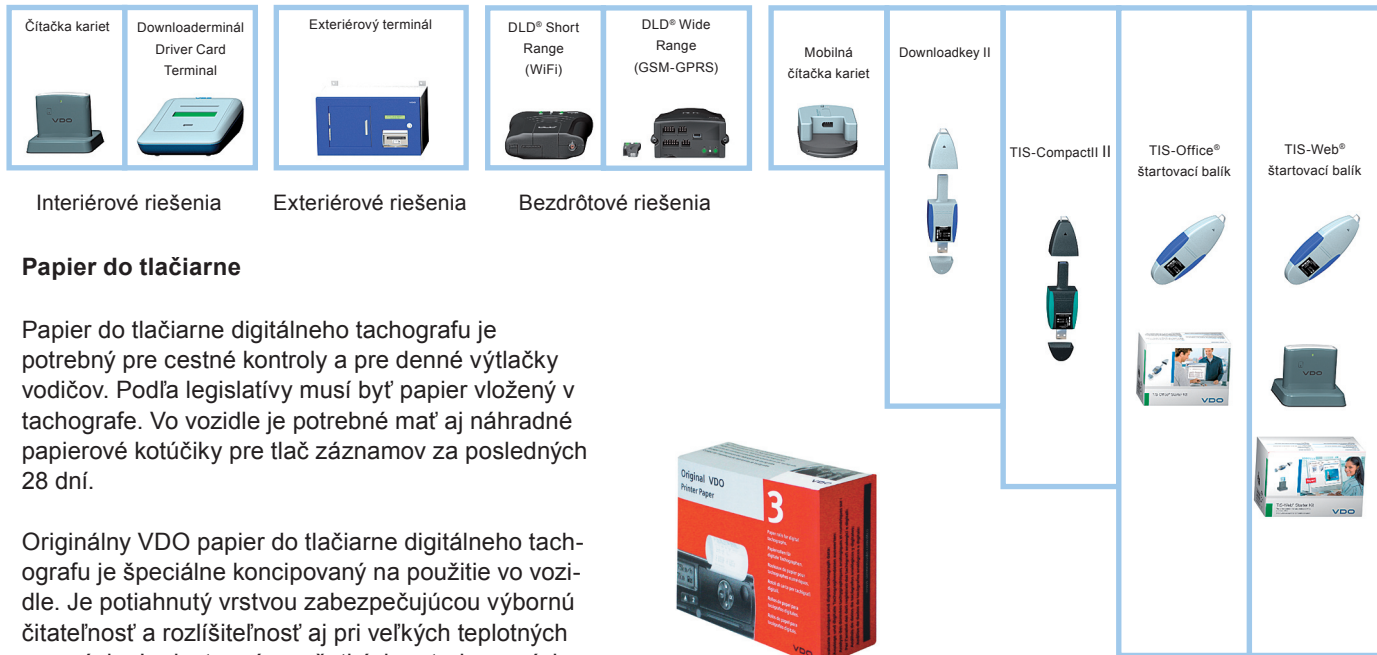 Čítačka kariet
Downloaderminál
Driver Card
Terminal
VDO
Exteriérový terminál
DLD® Short
Range
(WiFi)
DLD® Wide
Range
(GSM-GPRS)
Mobilná
čítačka kariet
Downloadkey II
TIS-CompactII II
TIS-Office®
štartovací balík
TIS-Web®
štartovací balík
Interiérové riešenia
Exteriérové riešenia
Bezdrôtové riešenia
VDO
VDO
TIS-Web® Starter Kit
VDO
Papier do tlačiarne
Papier do tlačiarne digitálneho tachografu je
potrebný pre cestné kontroly a pre denné výtlačky
vodičov. Podľa legislatívy musí byť papier vložený v
tachografe. Vo vozidle je potrebné mať aj náhradné
papierové kotúčiky pre tlač záznamov za posledných
28 dní.
Originálny VDO papier do tlačiarne digitálneho tach-
ografu je špeciálne koncipovaný na použitie vo vozi-
dle. Je potiahnutý vrstvou zabezpečujúcou výbornú
čitateľnosť a rozlíšiteľnosť aj pri veľkých teplotných
Original VDO
Printer Paper
3
VDO